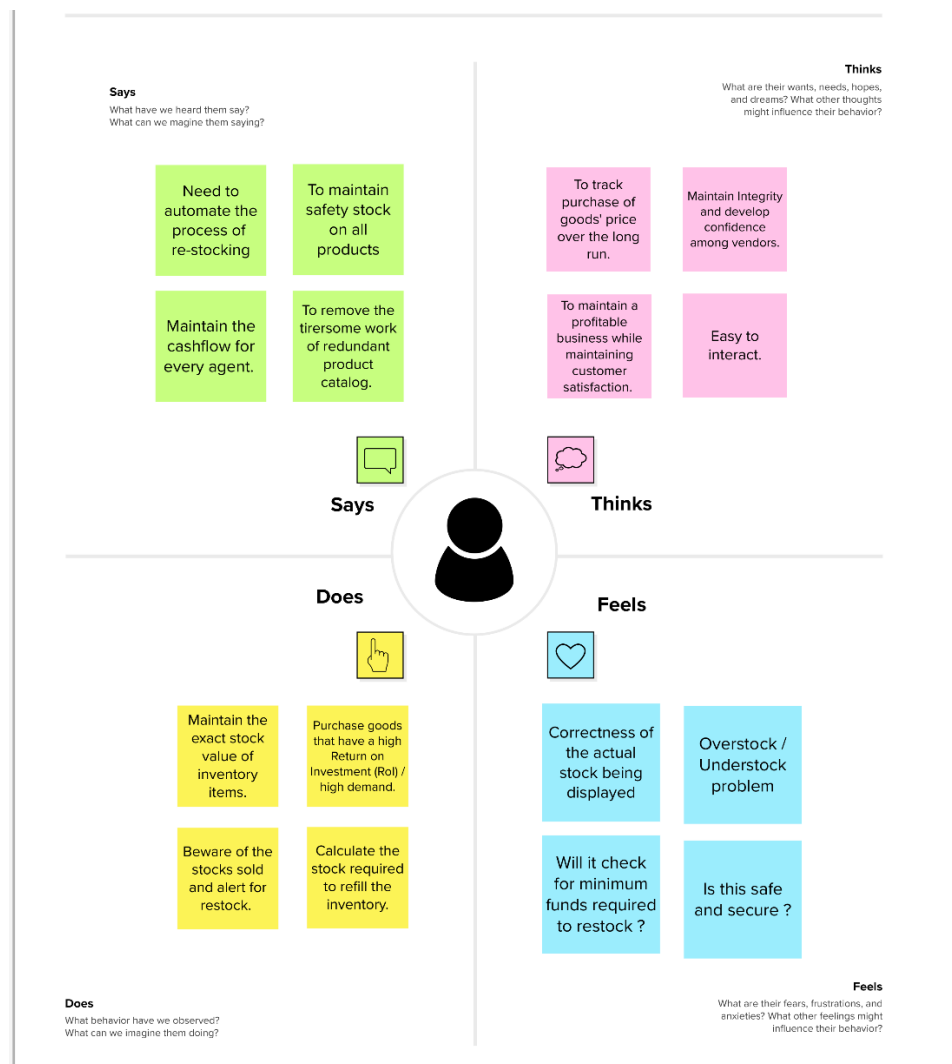 Says
What have we heard them say?
What can we magine them saying?
Thinks
What are their wants, needs, hopes,
and dreams? What other thoughts
might influence their behavior?
Need to
automate the
process of
re-stocking
To maintain
safety stock
on all
products
Maintain the
cashflow for
every agent.
To remove the
tirersome work
of redundant
product
catalog.
To track
purchase of
goods' price
over the long
run.
Maintain Integrity
and develop
confidence
among vendors.
To maintain a
profitable
business while
maintaining
customer
satisfaction.
Easy to
interact.
Says
Thinks
Does
Feels
Maintain the
exact stock
value of
inventory
items.
Purchase goods
that have a high
Return on
Investment (RoI) /
high demand.
Beware of the
stocks sold
and alert for
restock.
Calculate the
stock required
to refill the
inventory.
Correctness of
the actual
stock being
displayed
Overstock /
Understock
problem
Will it check
for minimum
funds required
to restock ?
Is this safe
and secure ?
Does
What behavior have we observed?
What can we imagine them doing?
Feels
What are their fears, frustrations, and
anxieties? What other feelings might
influence their behavior?